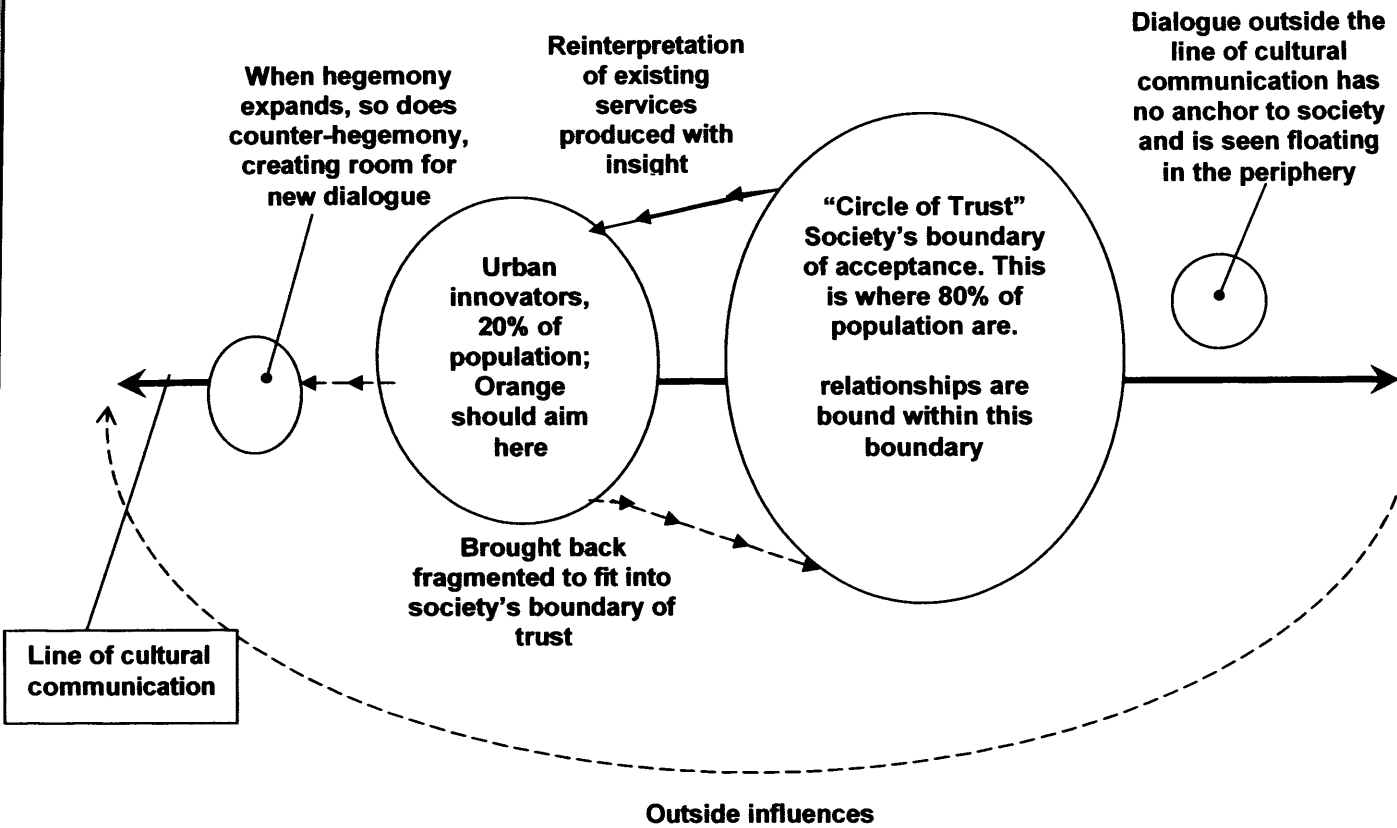 When hegemony
expands, so does
counter-hegemony,
creating room for
new dialogue
Reinterpretation
of existing
services
produced with
insight
Dialogue outside the
line of cultural
communication has
no anchor to society
and is seen floating
in the periphery
Urban
innovators,
20% of
population;
Orange
should aim
here
“Circle of Trust”
Society’s boundary
of acceptance. This
is where 80% of
population are.
relationships are
bound within this
boundary
Brought back
fragmented to fit into
society’s boundary of
trust
Line of cultural
communication
Outside influences